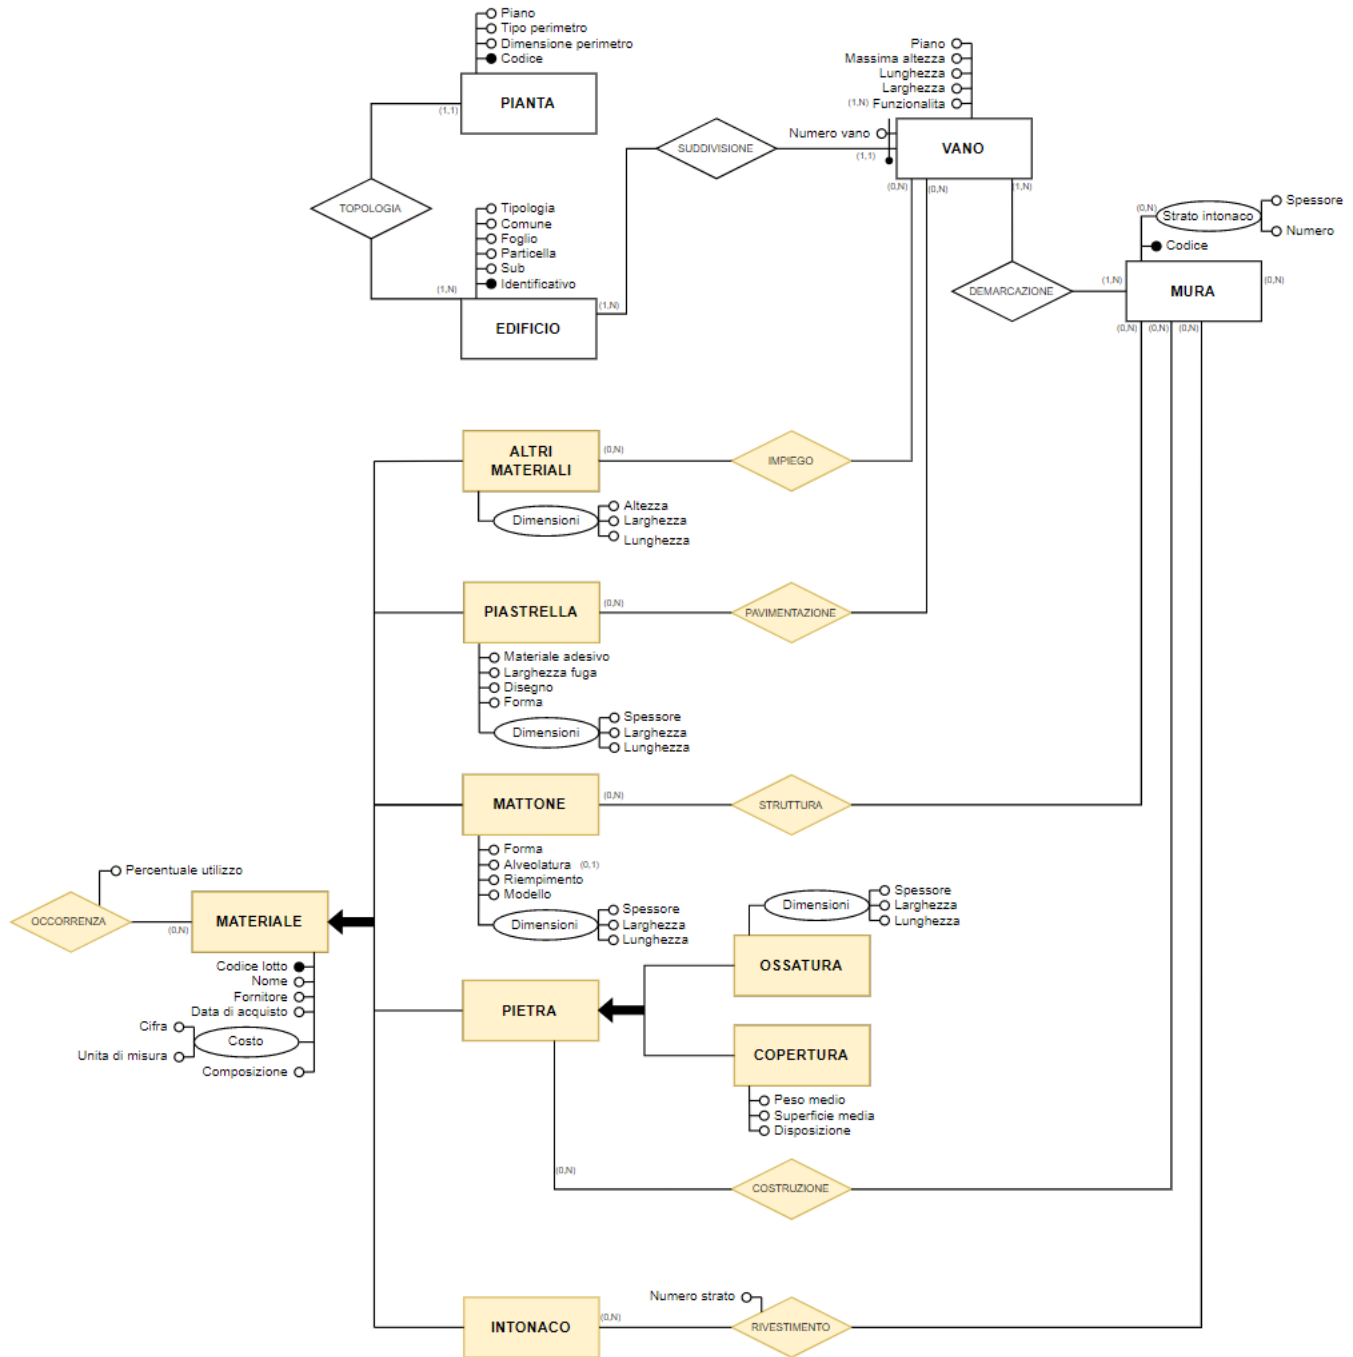 Piano
Tipo perimetro
Dimensione perimetro
Codice
PIANTA
(1,1)
TOPOLOGIA
(1,N)
Tipologia
Comune
Foglio
Particella
Sub
Identificativo
EDIFICIO
(1,N)
SUDDIVISIONE
Piano
Massima altezza
Lunghezza
Larghezza
(1,N) Funzionalita
Numero vano
(1,1)
VANO
(0,N)
(0,N)
(1,N)
DEMARCAZIONE
(1,N)
(0,N)
Strato intonaco
Spessore
Numero
Codice
MURA
(0,N)
(0,N)
(0,N)
(0,N)
ALTRI
MATERIALI
(0,N)
IMPIEGO
Dimensioni
Altezza
Larghezza
Lunghezza
PIASTRELLA
(0,N)
PAVIMENTAZIONE
Materiale adesivo
Larghezza fuga
Disegno
Forma
Dimensioni
Spessore
Larghezza
Lunghezza
MATTONE
(0,N)
STRUTTURA
Forma
Alveolatura (0,1)
Riempimento
Modello
Dimensioni
Spessore
Larghezza
Lunghezza
Percentuale utilizzo
OCCORRENZA
(0,N)
MATERIALE
Codice lotto
Nome
Fornitore
Data di acquisto
Cifra
Costo
Unita di misura
Composizione
Dimensioni
Spessore
Larghezza
Lunghezza
OSSATURA
PIETRA
COPERTURA
Peso medio
Superficie media
Disposizione
(0,N)
COSTRUZIONE
Numero strato
INTONACO
(0,N)
RIVESTIMENTO